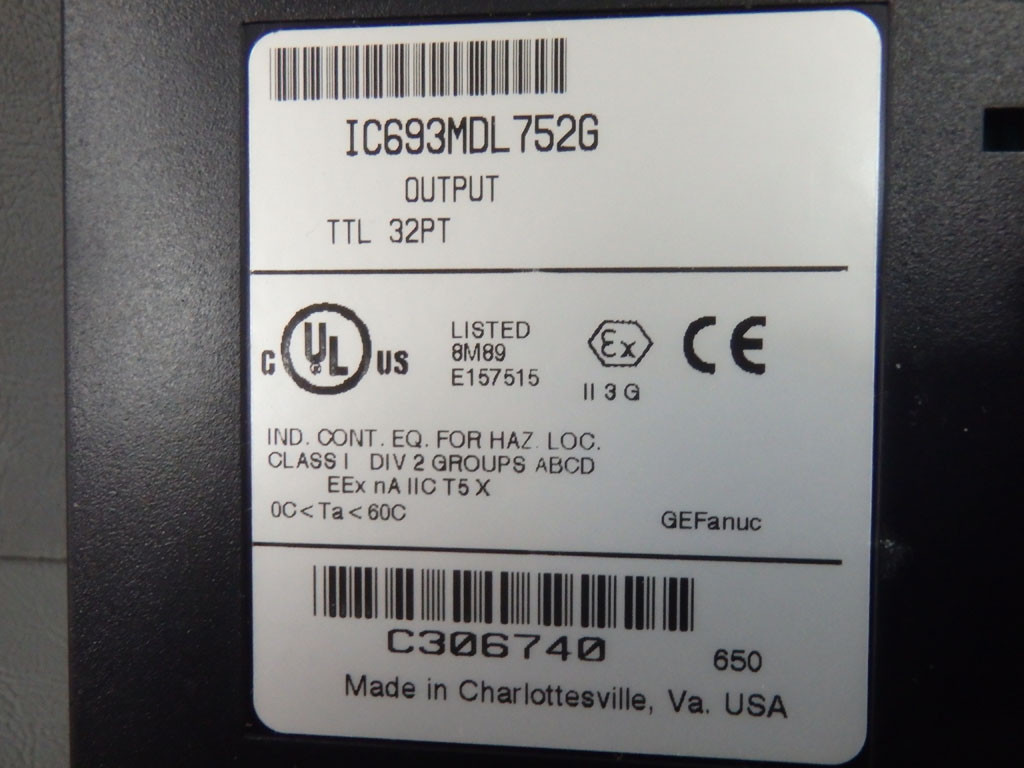 IC693MDL752G
OUTPUT
TTL 32PT
C UL US
LISTED
8M89
E157515
Ex
II 3 G
CE
IND. CONT. EQ. FOR HAZ. LOC.
CLASS I DIV 2 GROUPS ABCD
EEx nA IIC T5 X
0C < Ta < 60C
GEFanuc
C306740
650
Made in Charlottesville, Va. USA